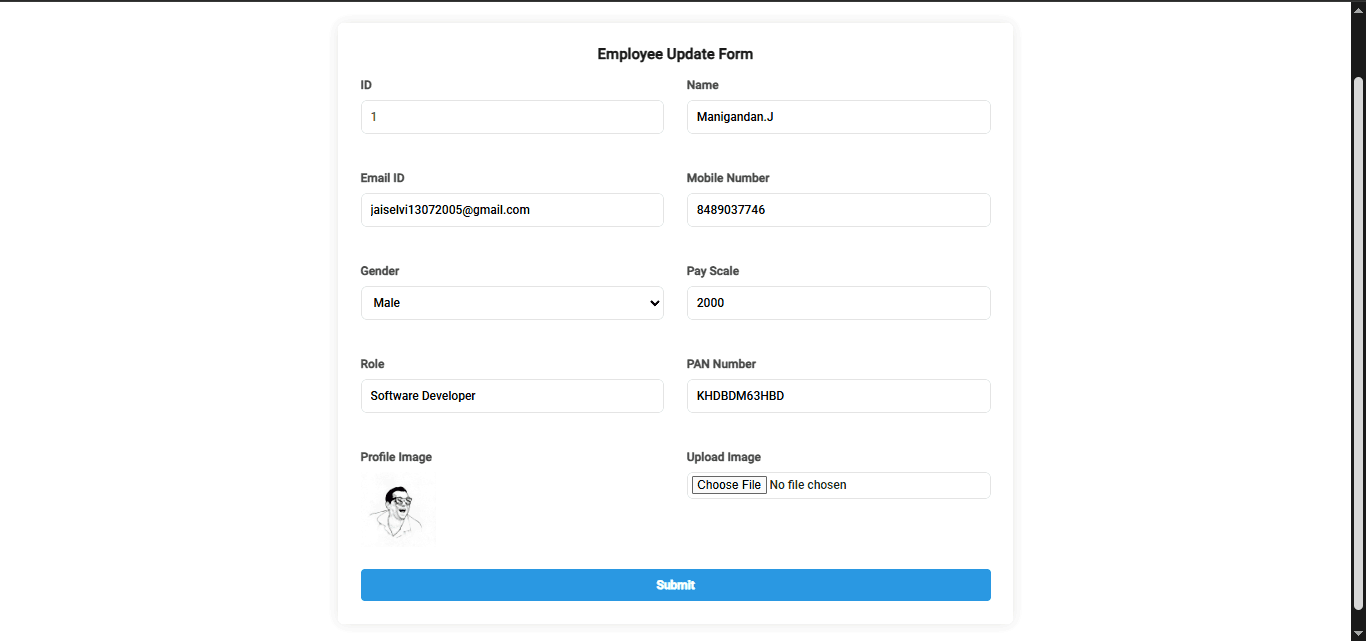 Employee Update Form
ID Name
1 Manigandan.J
Email ID Mobile Number
jaiselvi13072005@gmail.com 8489037746
Gender Pay Scale
Male 2000
Role PAN Number
Software Developer KHDBDM63HBD
Profile Image Upload Image
Choose File No file chosen
Submit